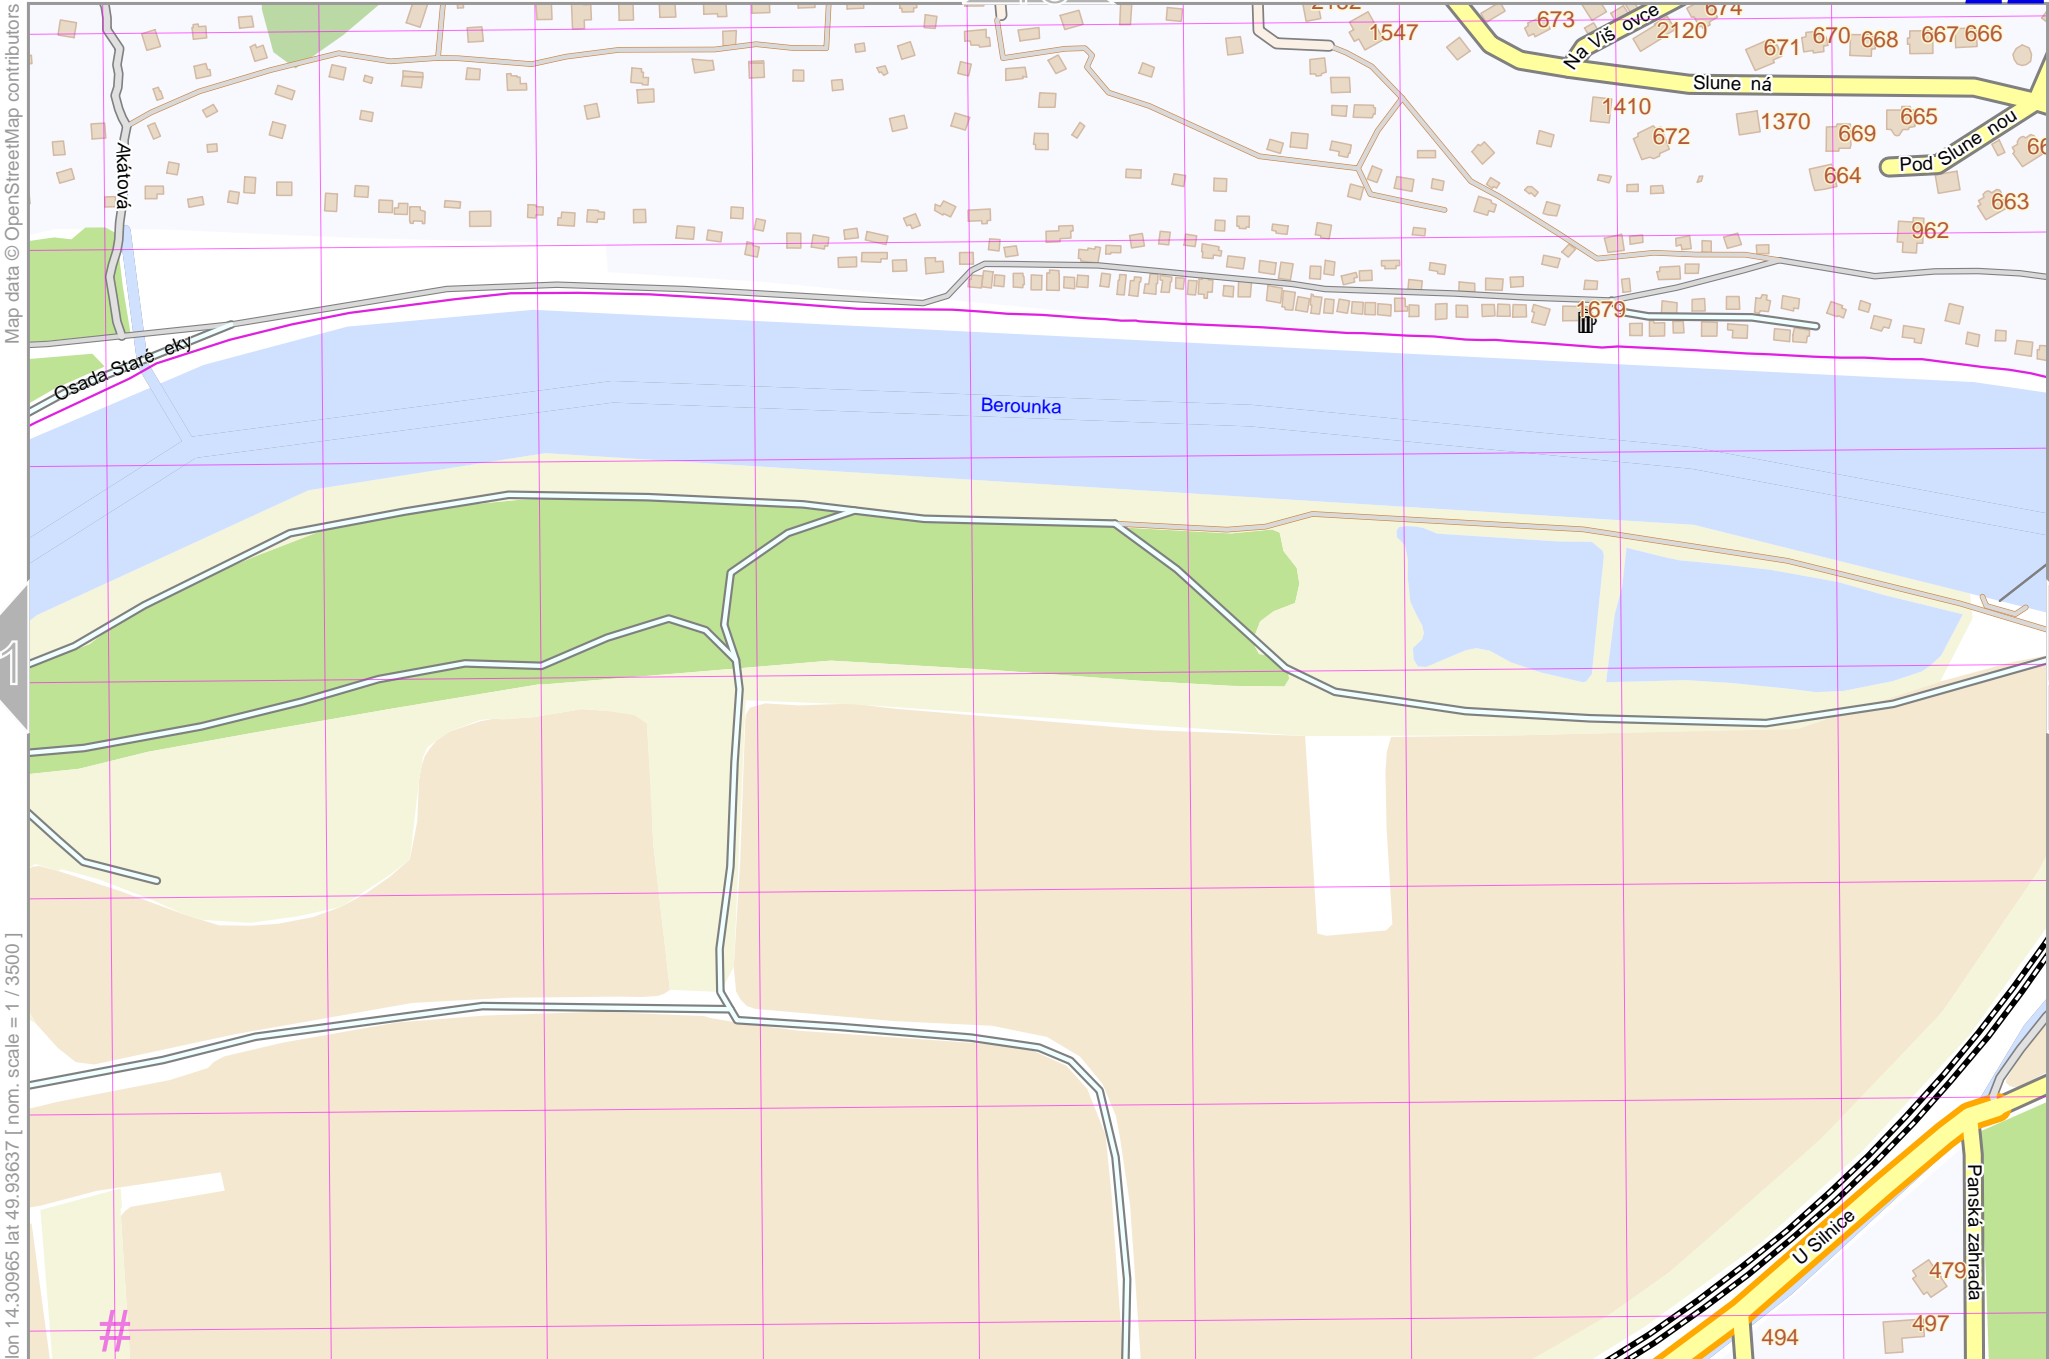 Map data © OpenStreetMap contributors
lon 14.30965 lat 49.93637 [ nom. scale = 1 / 3500 ]
1
#
Akátová
Osada Staré eky
Berounka
1547
673
Na Viš ovce
674
2120
671
670
668
667
666
Slune ná
1410
672
1370
669
665
Pod Slune nou
664
663
962
1679
U Silnice
Panská zahrada
479
497
494